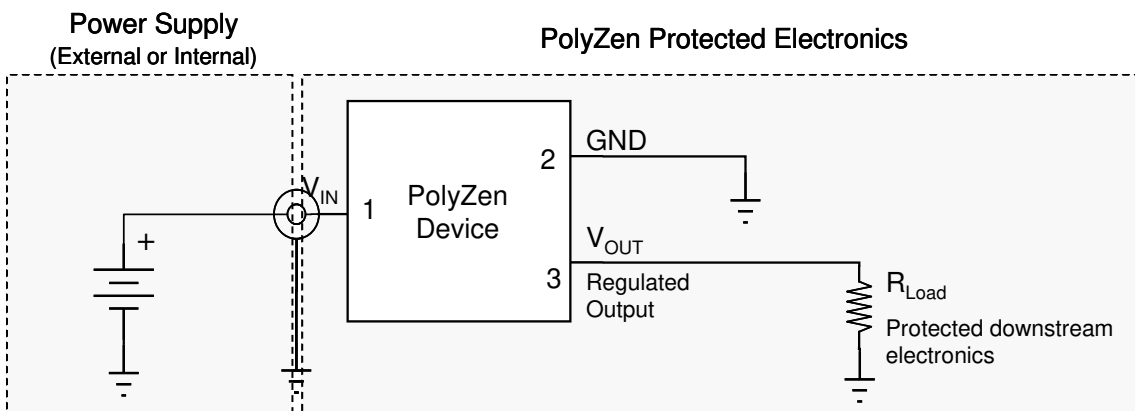 Power Supply
(External or Internal)
PolyZen Protected Electronics
V_IN
1
PolyZen
Device
2
GND
+
V_OUT
3
Regulated
Output
R_Load
Protected downstream
electronics